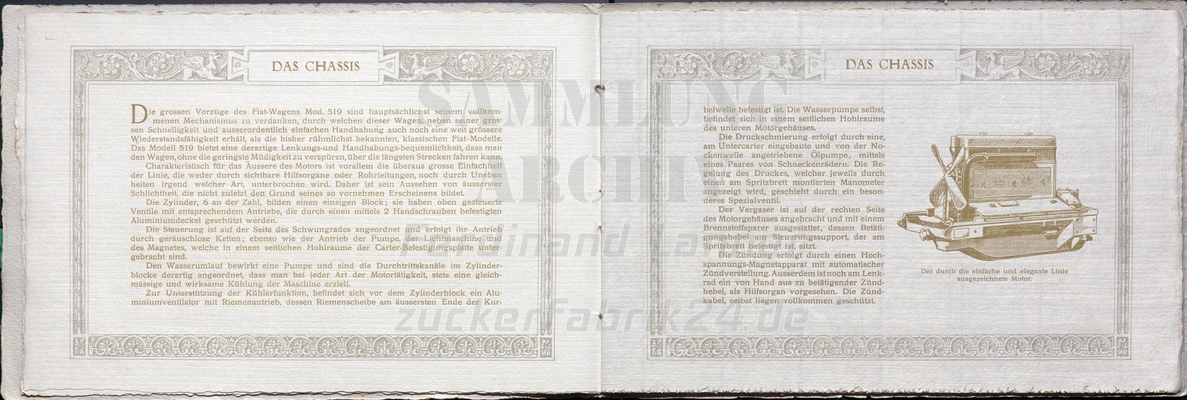 DAS CHASSIS
Die grossen Vorzüge des Fiat-Wagens Mod. 519 sind hauptsächlichst seinem vollkom-
menen Mechanismus zu verdanken, durch welchen dieser Wagen, neben einer gros-
sen Schnelligkeit und ausserordentlich einfachen Handhabung auch noch eine weit grössere
Wiederstandsfähigkeit erhält, als die bisher rühmlichst bekannten, klassischen Fiat-Modelle.
Das Modell 519 bietet eine derartige Lenkungs-und Handhabungs-bequemlichkeit, dass man
den Wagen, ohne die geringste Müdigkeit zu verspüren, über die längsten Strecken fahren kann.
Charakteristisch für das Äussere des Motors ist vorallem die überaus grosse Einfachheit
der Linie, die weder durch sichtbare Hilfsorgane oder Rohrleitungen, noch durch Uneben
heiten irgend welcher Art, unterbrochen wird. Daher ist sein Aussehen von äusserster
Schlichtheit, die nicht zuletzt den Grund seines so vornehmen Erscheinens bildet.
Die Zylinder, 6 an der Zahl, bilden einen einzigen Block; sie haben oben gesteuerte
Ventile mit entsprechendem Antriebe, die durch einen mittels 2 Handschrauben befestigten
Aluminiumdeckel geschützt werden.
Die Steuerung ist auf der Seite des Schwungrades angeordnet und erfolgt ihr Antrieb
durch geräuschlose Ketten; ebenso wie der Antrieb der Pumpe, der Lichtmaschine und
des Magnetes, welche in einem seitlichen Hohlraume der Carter-Befestigungsplatte unter-
gebracht sind.
Den Wasserumlauf bewirkt eine Pumpe und sind die Durchtrittskanäle im Zylinder-
blocke derartig angeordnet, dass man bei jeder Art der Motortätigkeit, stets eine gleich-
mässige und wirksame Kühlung der Maschine erzielt.
Zur Unterstützung der Kühlerfunktion, befindet sich vor dem Zylinderblock ein Alu-
miniumventilator mit Riemenantrieb, dessen Riemenscheibe am äussersten Ende der Kur-
DAS CHASSIS
belwelle befestigt ist. Die Wasserpumpe selbst,
befindet sich in einem seitlichen Hohlraume
des unteren Motorgehäuses.
Die Druckschmierung erfolgt durch eine,
am Untercarter eingebaute und von der No-
ckenwelle angetriebene Ölpumpe, mittels
eines Paares von Schneckenrädern. Die Re-
gelung des Druckes, welcher jeweils durch
einen am Spritzbrett montierten Manometer
angezeigt wird, geschieht durch ein beson-
deres Spezialventil.
Der Vergaser ist auf der rechten Seite
des Motorgehäuses angebracht und mit einem
Brennstoffsparer ausgestattet, dessen Betäti-
gungshebel am Steuerungssupport, der am
Spritzbrett befestigt ist, sitzt.
Die Zündung erfolgt durch einen Hoch-
spannungs-Magnetapparat mit automatischer
Zündverstellung. Ausserdem ist noch am Lenk-
rad ein von Hand aus zu betätigender Zünd-
hebel, als Hilfsorgan vorgesehen. Die Zünd-
kabel, selbst liegen vollkommen geschützt.
Der durch die einfache und elegante Linie
ausgezeichnete Motor.
SAMMLUNG
ARCHIV
Ferdinand
zuckerfabrik24.de